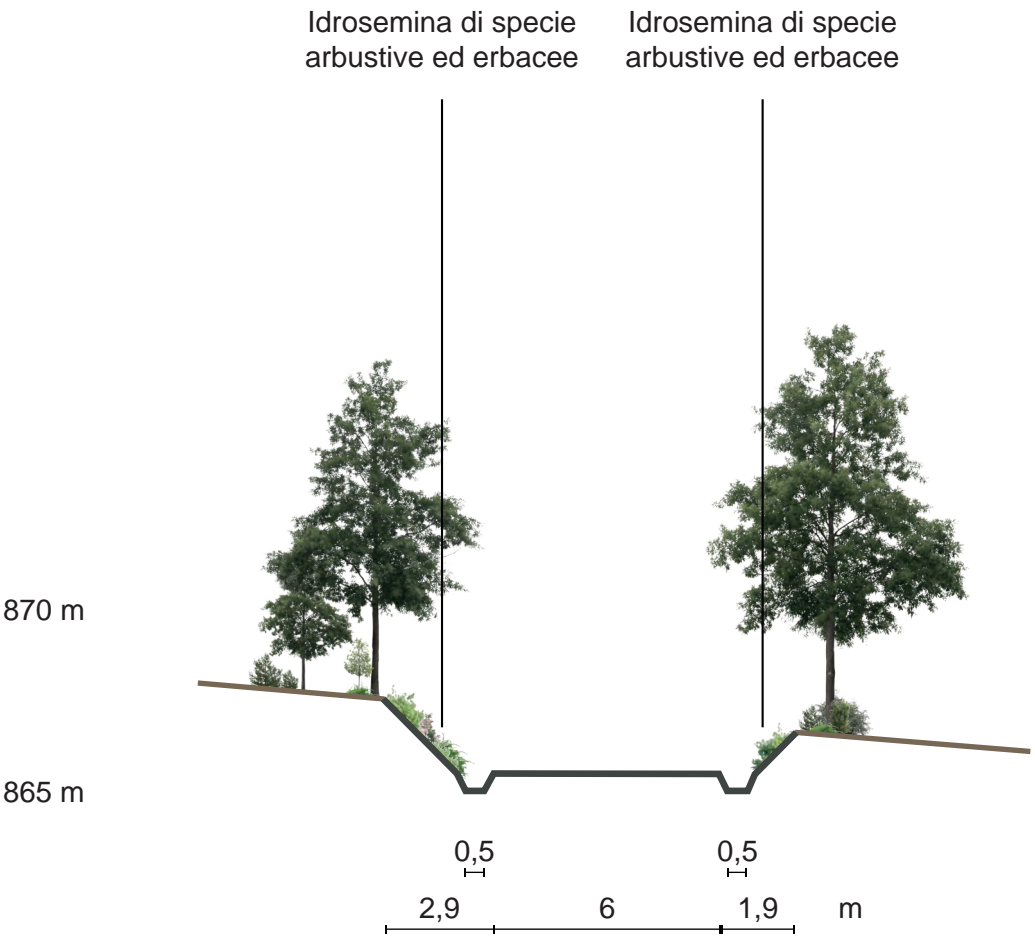 Idrosemina di specie
arbustive ed erbacee
Idrosemina di specie
arbustive ed erbacee
870 m
865 m
0,5 0,5
2,9 6 1,9 m